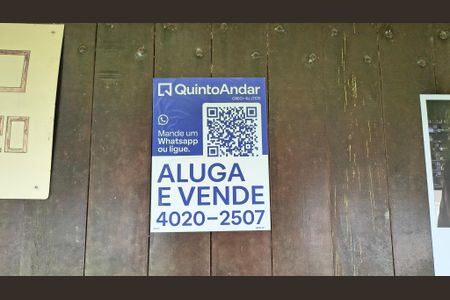 QuintoAndar
Mande um
Whatsapp
ou ligue.
ALUGA
E VENDE
4020-2507